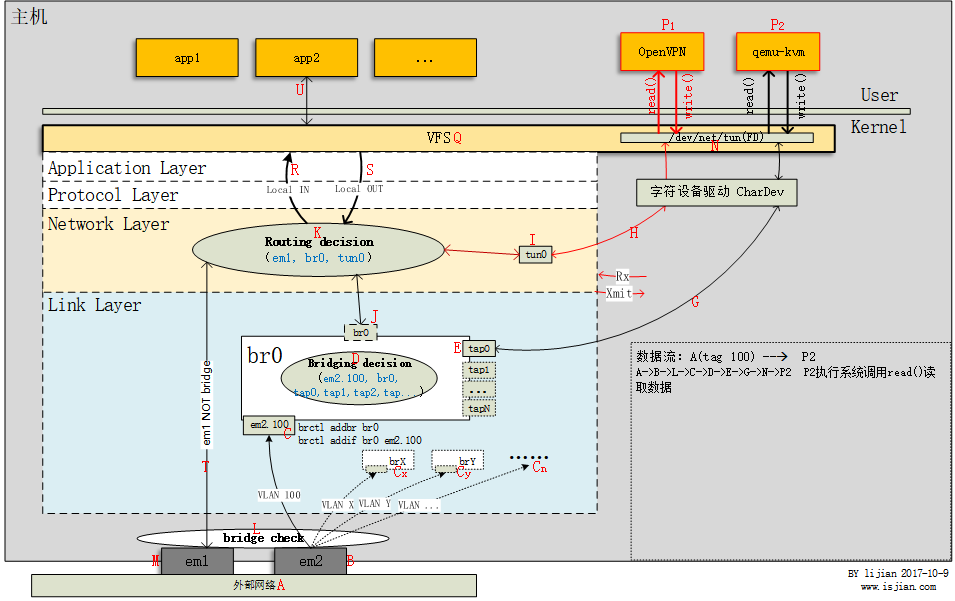 主机
P1
P2
app1
app2
...
OpenVPN
qemu-kvm
U
read()
write()
read()
write()
User
Kernel
VFSQ
/dev/net/tun(FD)
N
Application Layer
R
S
Local IN
Local OUT
字符设备驱动 CharDev
Protocol Layer
Network Layer
K
Routing decision
(em1, br0, tun0)
I
tun0
H
Rx
Xmit
G
Link Layer
J
br0
br0
D
Bridging decision
(em2.100, br0,
tap0,tap1,tap2,tap...)
E
tap0
tap1
...
tapN
数据流: A(tag 100) ---> P2
A->B->L->C->D->E->G->N->P2 P2执行系统调用read()读
取数据
em1 NOT bridge
T
em2.100
C
brctl addbr br0
brctl addif br0 em2.100
brX
Cx
brY
Cy
......
Cn
VLAN 100
VLAN X
VLAN Y
VLAN ...
L
bridge check
M
em1
em2
B
外部网络A
BY lijian 2017-10-9
www.isjian.com